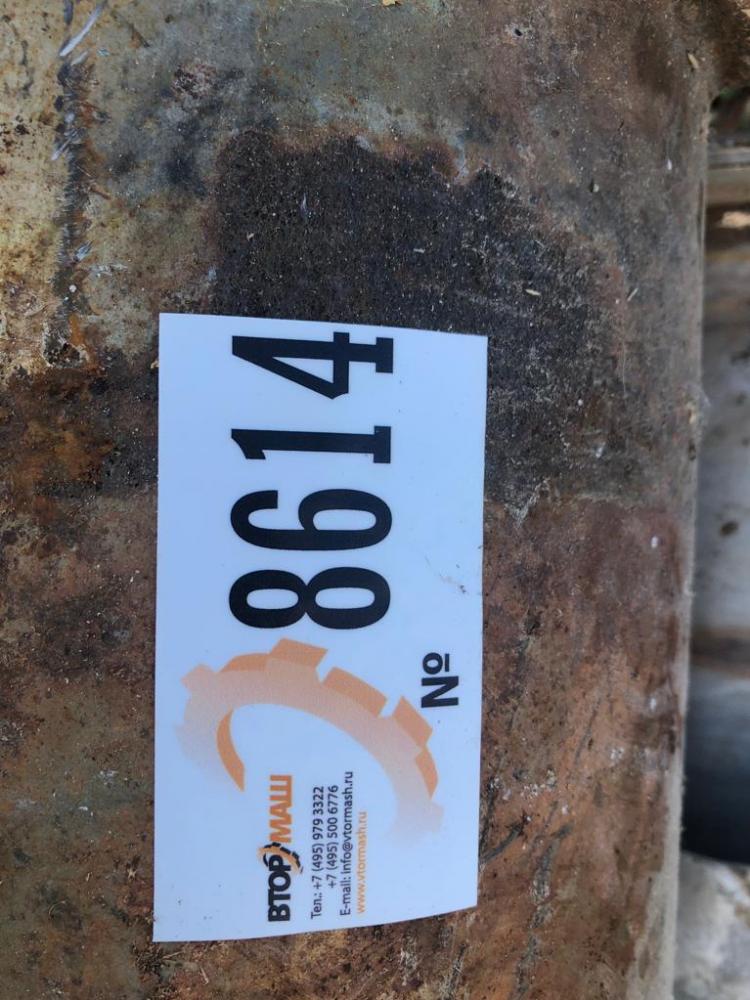 ВТОРМАШ
Тел.: +7 (495) 979 3322
+7 (495) 500 6776
E-mail: info@vtormash.ru
www.vtormash.ru
№ 8614